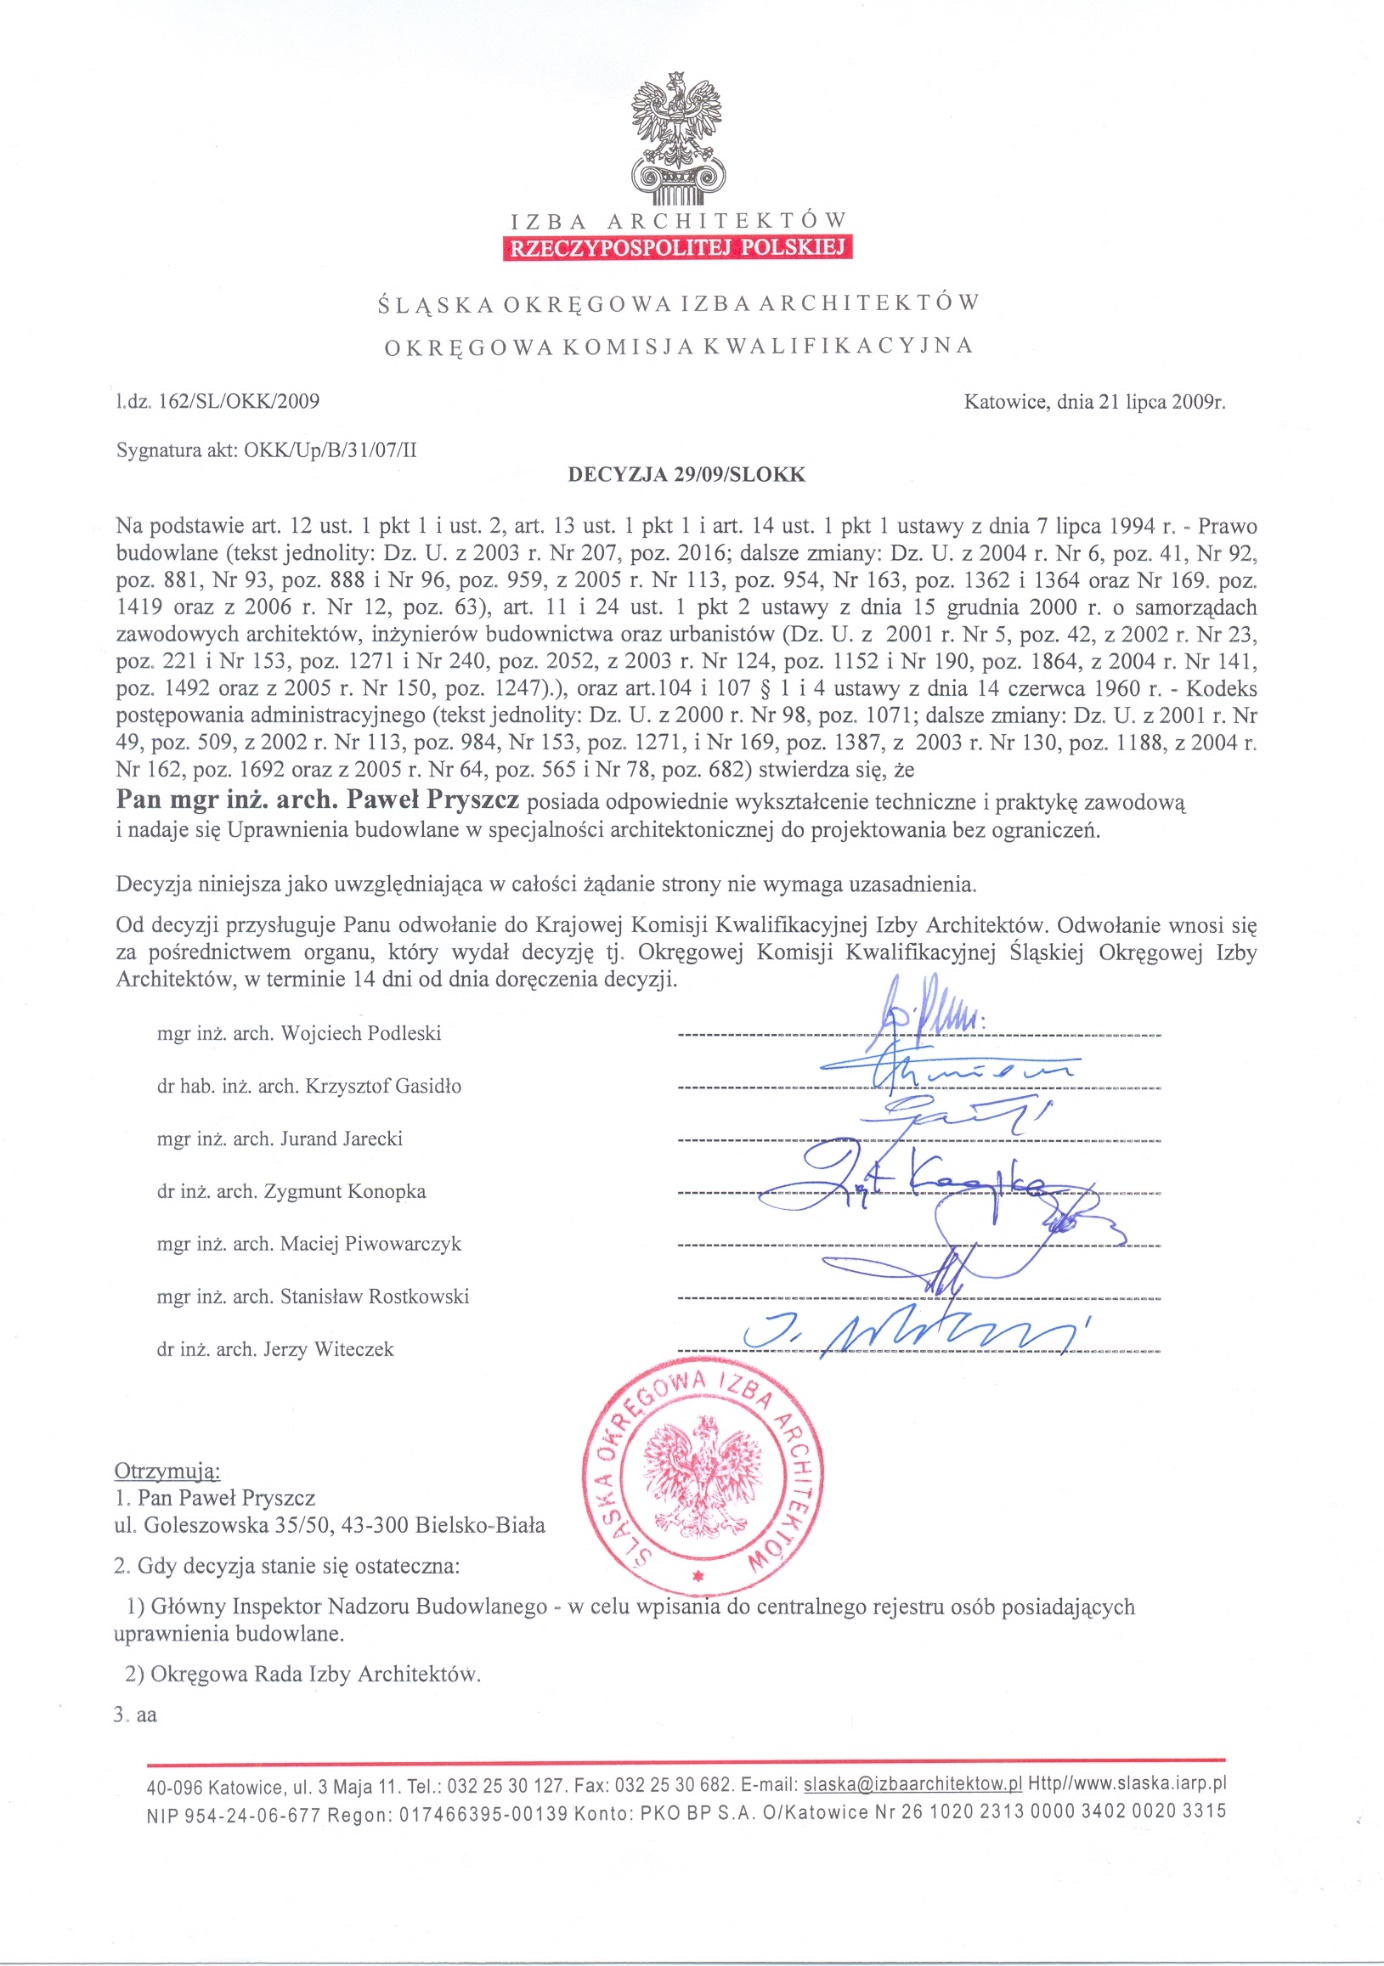 IZBA ARCHITEKTÓW
RZECZYPOSPOLITEJ POLSKIEJ
ŚLĄSKA OKRĘGOWA IZBA ARCHITEKTÓW
OKRĘGOWA KOMISJA KWALIFIKACYJNA
l.dz. 162/SL/OKK/2009 Katowice, dnia 21 lipca 2009r.
Sygnatura akt: OKK/Up/B/31/07/II
DECYZJA 29/09/SLOKK
Na podstawie art. 12 ust. 1 pkt 1 i ust. 2, art. 13 ust. 1 pkt 1 i art. 14 ust. 1 pkt 1 ustawy z dnia 7 lipca 1994 r. - Prawo
budowlane (tekst jednolity: Dz. U. z 2003 r. Nr 207, poz. 2016; dalsze zmiany: Dz. U. z 2004 r. Nr 6, poz. 41, Nr 92,
poz. 881, Nr 93, poz. 888 i Nr 96, poz. 959, z 2005 r. Nr 113, poz. 954, Nr 163, poz. 1362 i 1364 oraz Nr 169. poz.
1419 oraz z 2006 r. Nr 12, poz. 63), art. 11 i 24 ust. 1 pkt 2 ustawy z dnia 15 grudnia 2000 r. o samorządach
zawodowych architektów, inżynierów budownictwa oraz urbanistów (Dz. U. z 2001 r. Nr 5, poz. 42, z 2002 r. Nr 23,
poz. 221 i Nr 153, poz. 1271 i Nr 240, poz. 2052, z 2003 r. Nr 124, poz. 1152 i Nr 190, poz. 1864, z 2004 r. Nr 141,
poz. 1492 oraz z 2005 r. Nr 150, poz. 1247).), oraz art.104 i 107 § 1 i 4 ustawy z dnia 14 czerwca 1960 r. - Kodeks
postępowania administracyjnego (tekst jednolity: Dz. U. z 2000 r. Nr 98, poz. 1071; dalsze zmiany: Dz. U. z 2001 r. Nr
49, poz. 509, z 2002 r. Nr 113, poz. 984, Nr 153, poz. 1271, i Nr 169, poz. 1387, z 2003 r. Nr 130, poz. 1188, z 2004 r.
Nr 162, poz. 1692 oraz z 2005 r. Nr 64, poz. 565 i Nr 78, poz. 682) stwierdza się, że
Pan mgr inż. arch. Paweł Pryszcz posiada odpowiednie wykształcenie techniczne i praktykę zawodową
i nadaje się Uprawnienia budowlane w specjalności architektonicznej do projektowania bez ograniczeń.
Decyzja niniejsza jako uwzględniająca w całości żądanie strony nie wymaga uzasadnienia.
Od decyzji przysługuje Panu odwołanie do Krajowej Komisji Kwalifikacyjnej Izby Architektów. Odwołanie wnosi się
za pośrednictwem organu, który wydał decyzję tj. Okręgowej Komisji Kwalifikacyjnej Śląskiej Okręgowej Izby
Architektów, w terminie 14 dni od dnia doręczenia decyzji.
mgr inż. arch. Wojciech Podleski
dr hab. inż. arch. Krzysztof Gasidło
mgr inż. arch. Jurand Jarecki
dr inż. arch. Zygmunt Konopka
mgr inż. arch. Maciej Piwowarczyk
mgr inż. arch. Stanisław Rostkowski
dr inż. arch. Jerzy Witeczek
ŚLĄSKA OKRĘGOWA IZBA ARCHITEKTÓW
Otrzymują:
1. Pan Paweł Pryszcz
ul. Goleszowska 35/50, 43-300 Bielsko-Biała
2. Gdy decyzja stanie się ostateczna:
1) Główny Inspektor Nadzoru Budowlanego - w celu wpisania do centralnego rejestru osób posiadających
uprawnienia budowlane.
2) Okręgowa Rada Izby Architektów.
3. aa
40-096 Katowice, ul. 3 Maja 11. Tel.: 032 25 30 127. Fax: 032 25 30 682. E-mail: slaska@izbaarchitektow.pl Http//www.slaska.iarp.pl
NIP 954-24-06-677 Regon: 017466395-00139 Konto: PKO BP S.A. O/Katowice Nr 26 1020 2313 0000 3402 0020 3315